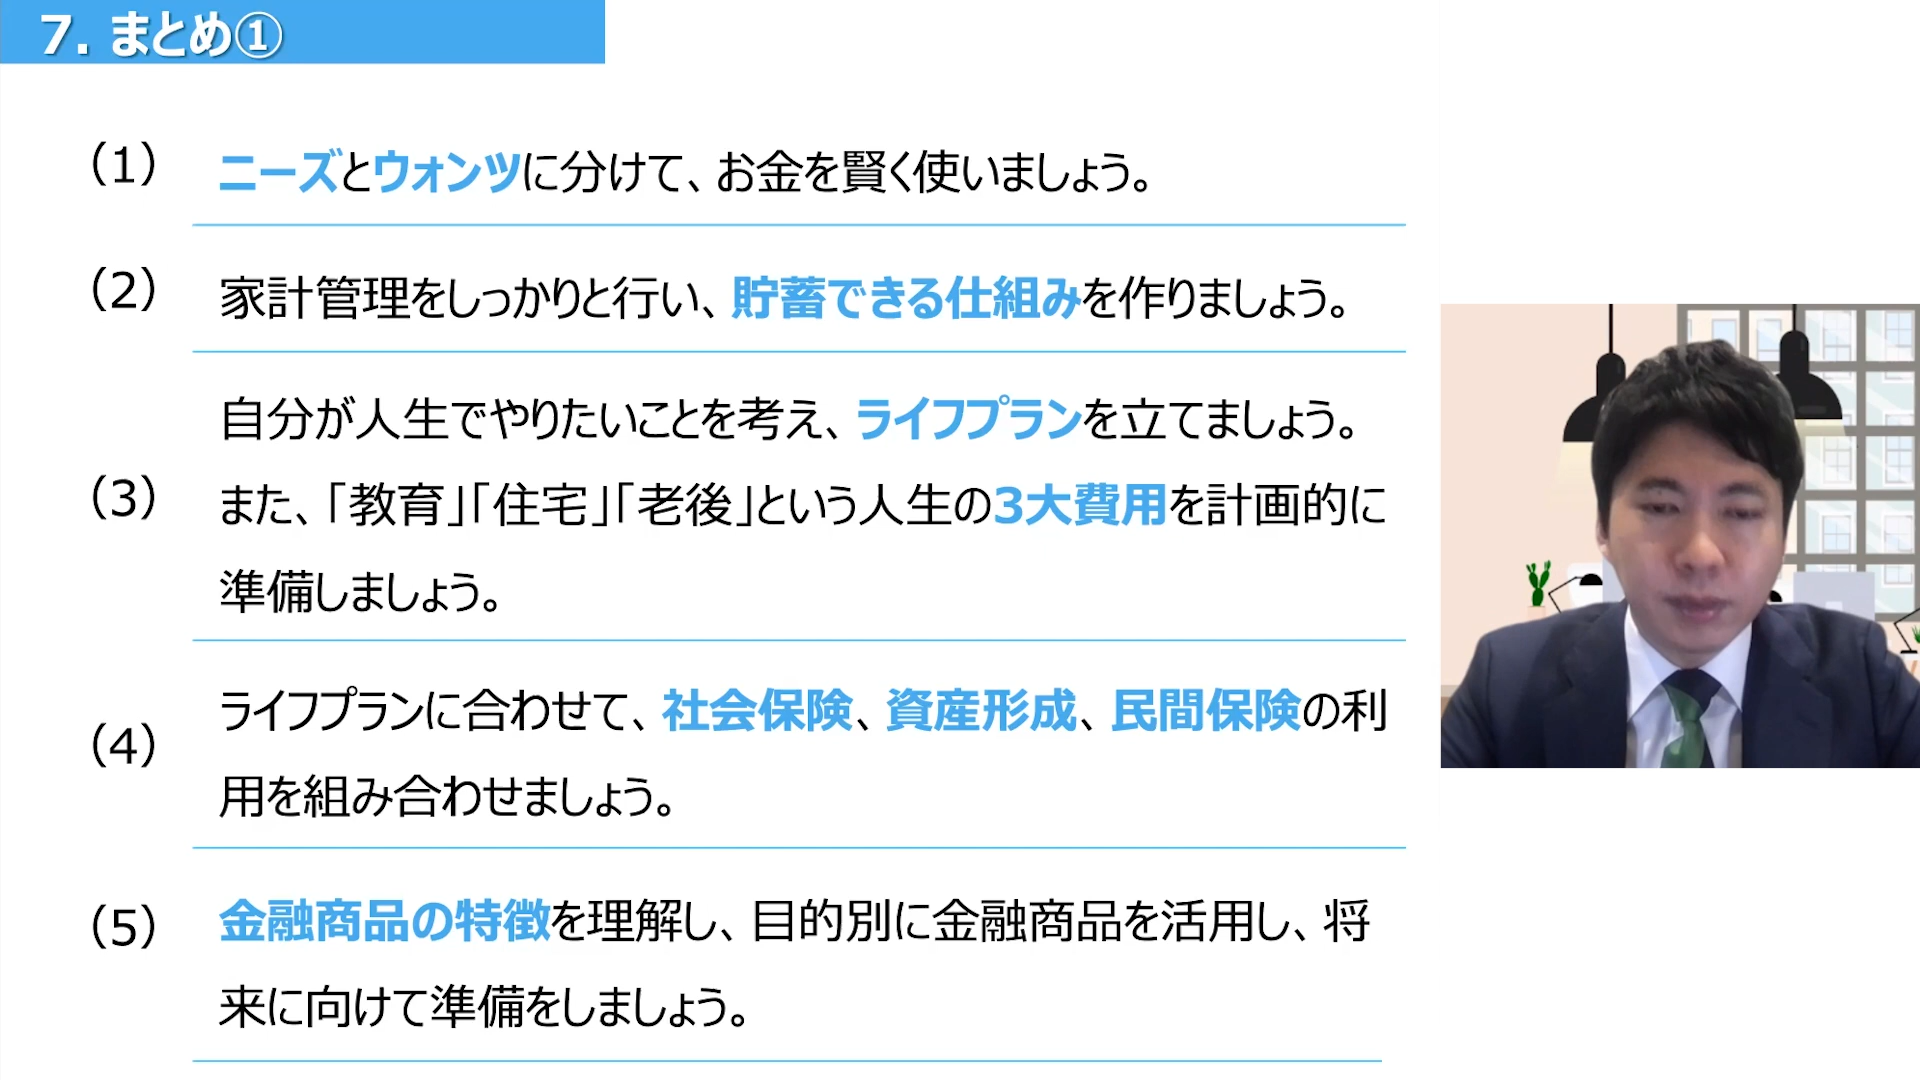 7. まとめ①
（1）
ニーズとウォンツに分けて、お金を賢く使いましょう。
（2）
家計管理をしっかりと行い、貯蓄できる仕組みを作りましょう。
（3）
自分が人生でやりたいことを考え、ライフプランを立てましょう。
また、「教育」「住宅」「老後」という人生の3大費用を計画的に
準備しましょう。
（4）
ライフプランに合わせて、社会保険、資産形成、民間保険の利
用を組み合わせましょう。
（5）
金融商品の特徴を理解し、目的別に金融商品を活用し、将
来に向けて準備をしましょう。